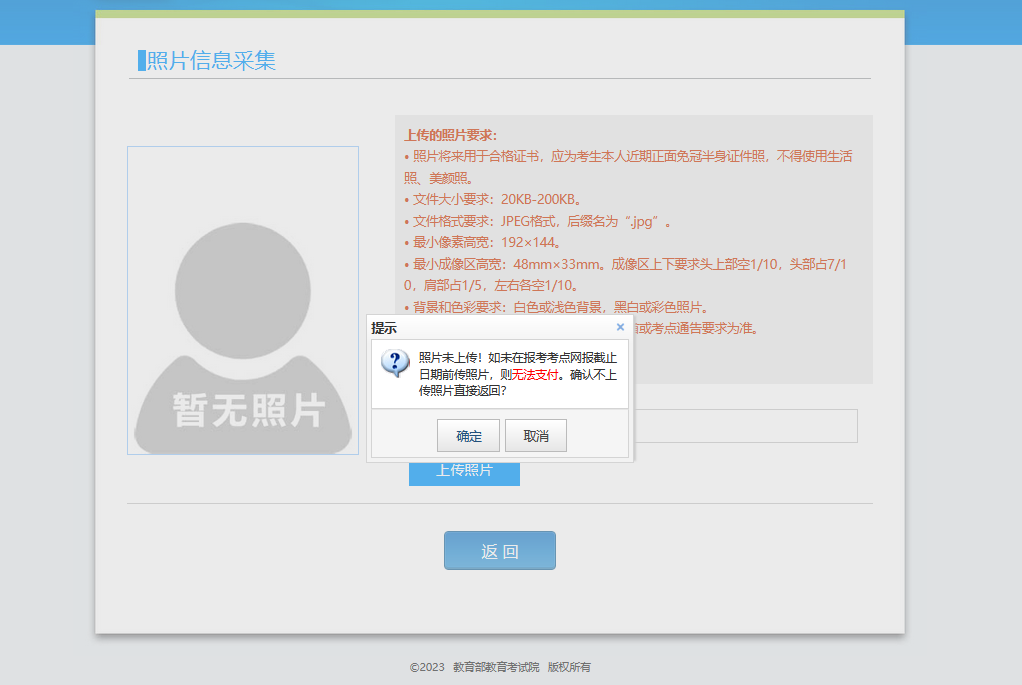 照片信息采集
上传的照片要求：
• 照片将来用于合格证书，应为考生本人近期正面免冠半身证件照，不得使用生活
照、美颜照。
• 文件大小要求：20KB-200KB。
• 文件格式要求：JPEG格式，后缀名为“.jpg”。
• 最小像素高宽：192×144。
• 最小成像区高宽：48mm×33mm。成像区上下要求头上部空1/10，头部占7/1
0，肩部占1/5，左右各空1/10。
• 背景和色彩要求：白色或浅色背景，黑白或彩色照片。
或考点通告要求为准。
暂无照片
提示
×
照片未上传！如未在报考考点网报截止
日期前传照片，则无法支付。确认不上
传照片直接返回？
确定
取消
上传照片
返 回
©2023 教育部教育考试院 版权所有